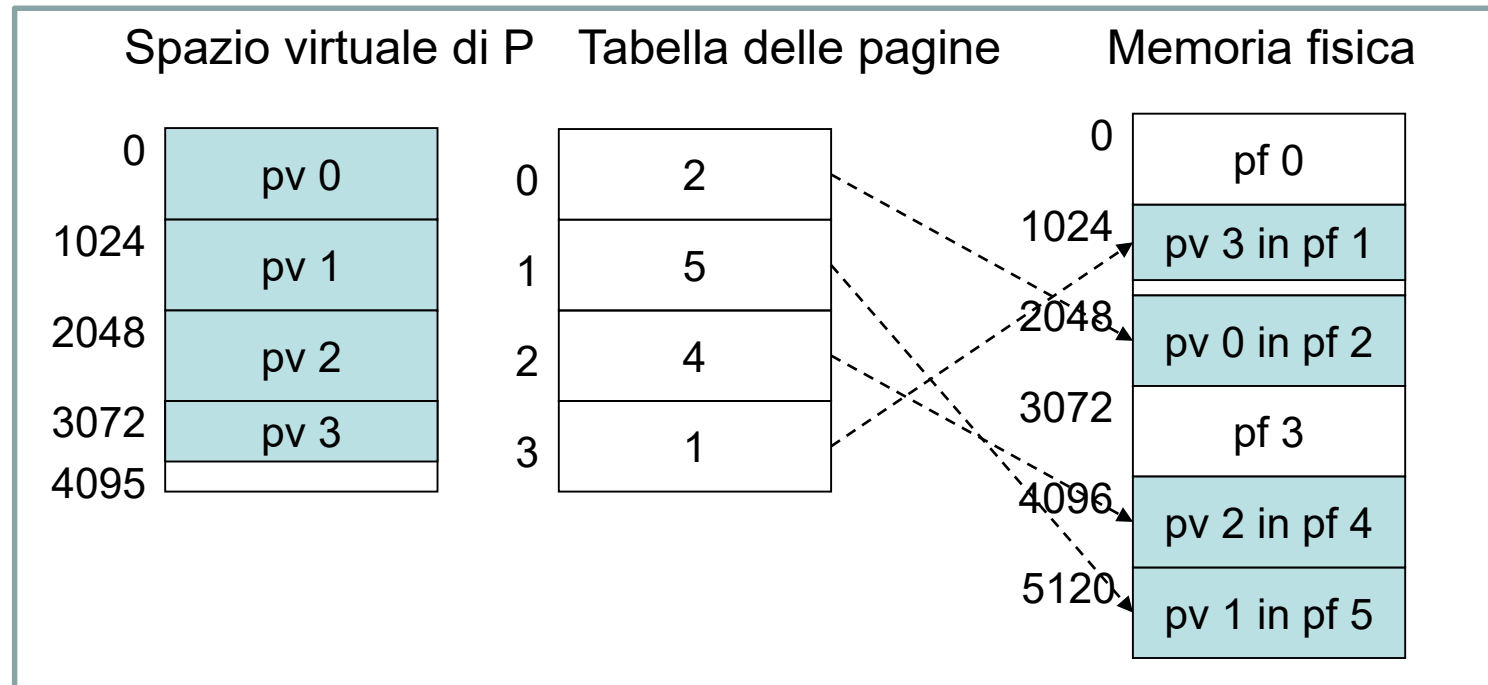 Spazio virtuale di P
Tabella delle pagine
Memoria fisica
0
pv 0
1024
pv 1
2048
pv 2
3072
pv 3
4095
0
2
1
5
2
4
3
1
0
pf 0
1024
pv 3 in pf 1
2048
pv 0 in pf 2
3072
pf 3
4096
pv 2 in pf 4
5120
pv 1 in pf 5